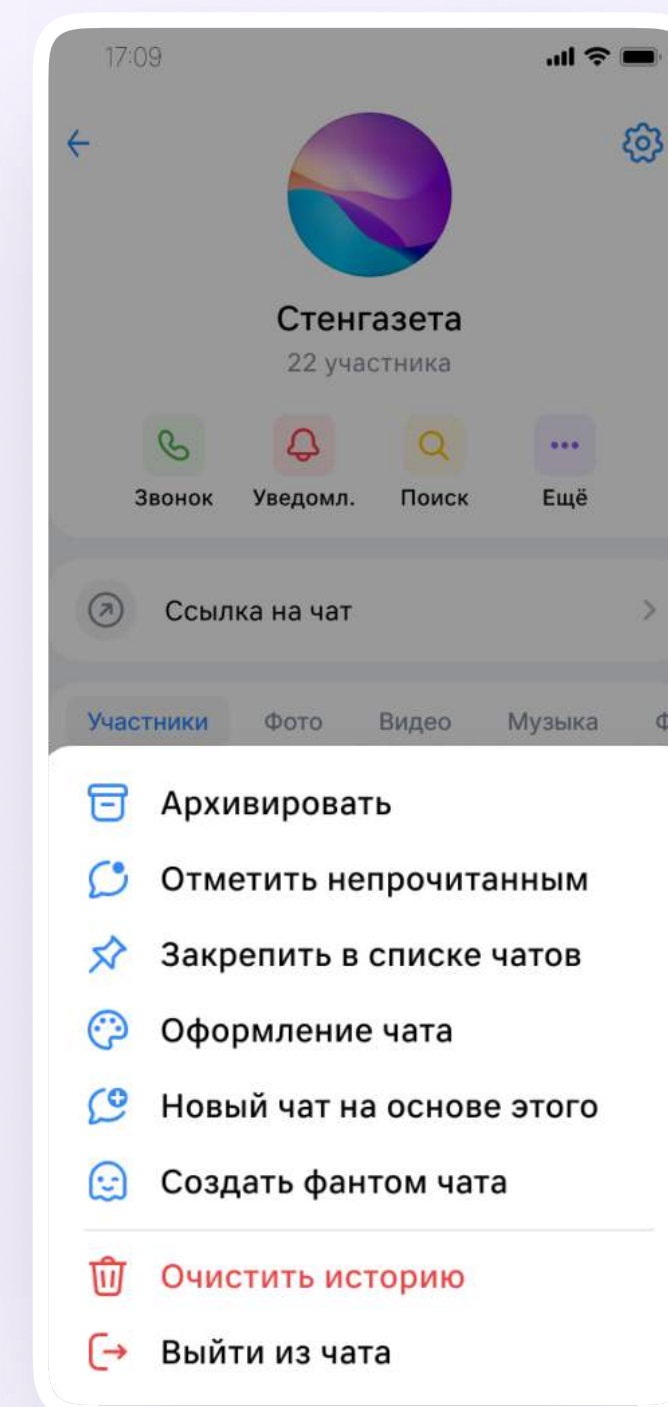 17:09
Стенгазета
22 участника
Звонок Уведомл. Поиск Ещё
Ссылка на чат
Участники Фото Видео Музыка Ф
Архивировать
Отметить непрочитанным
Закрепить в списке чатов
Оформление чата
Новый чат на основе этого
Создать фантом чата
Очистить историю
Выйти из чата